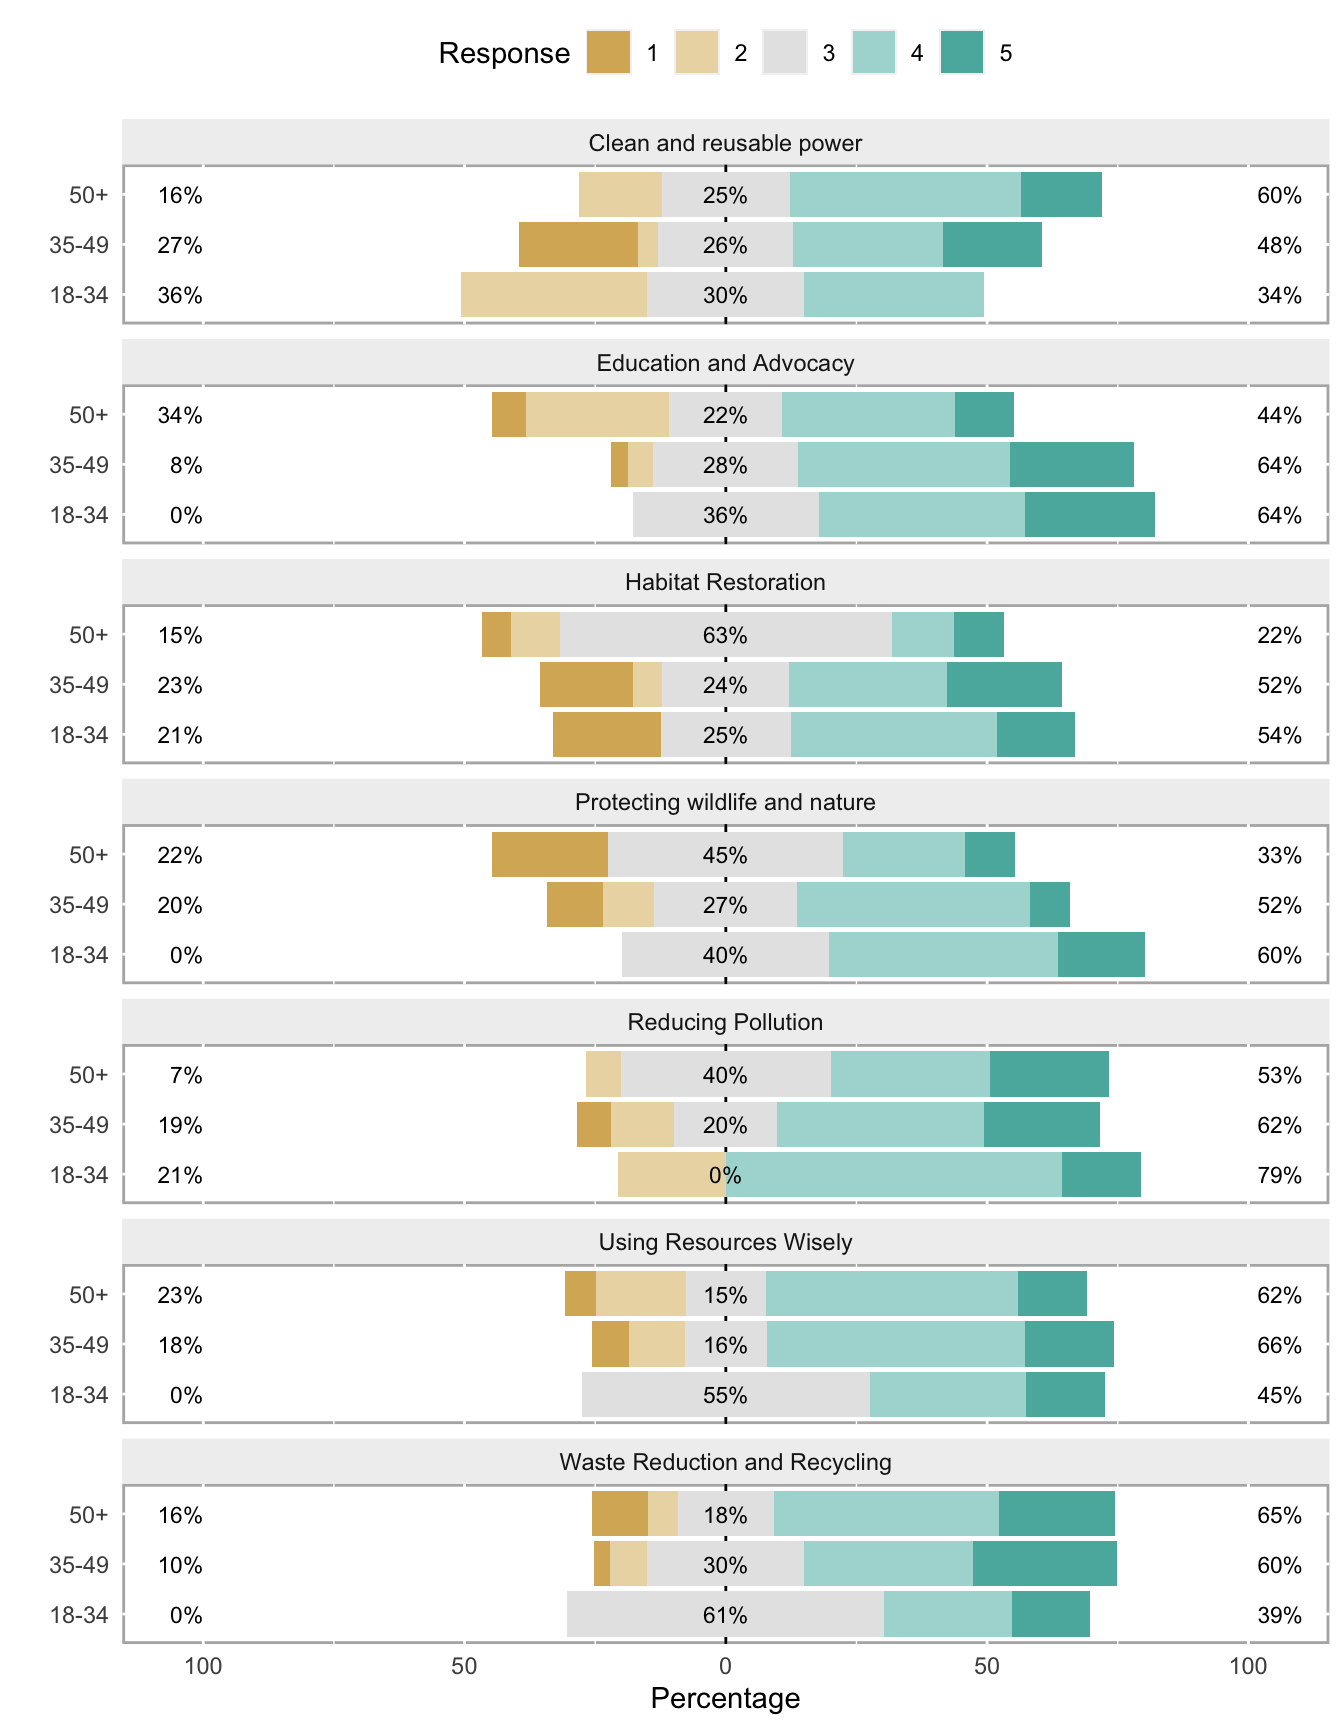 Response 1 2 3 4 5
Clean and reusable power
50+ 16% 25% 60%
35-49 27% 26% 48%
18-34 36% 30% 34%
Education and Advocacy
50+ 34% 22% 44%
35-49 8% 28% 64%
18-34 0% 36% 64%
Habitat Restoration
50+ 15% 63% 22%
35-49 23% 24% 52%
18-34 21% 25% 54%
Protecting wildlife and nature
50+ 22% 45% 33%
35-49 20% 27% 52%
18-34 0% 40% 60%
Reducing Pollution
50+ 7% 40% 53%
35-49 19% 20% 62%
18-34 21% 0% 79%
Using Resources Wisely
50+ 23% 15% 62%
35-49 18% 16% 66%
18-34 0% 55% 45%
Waste Reduction and Recycling
50+ 16% 18% 65%
35-49 10% 30% 60%
18-34 0% 61% 39%
100 50 0 50 100
Percentage